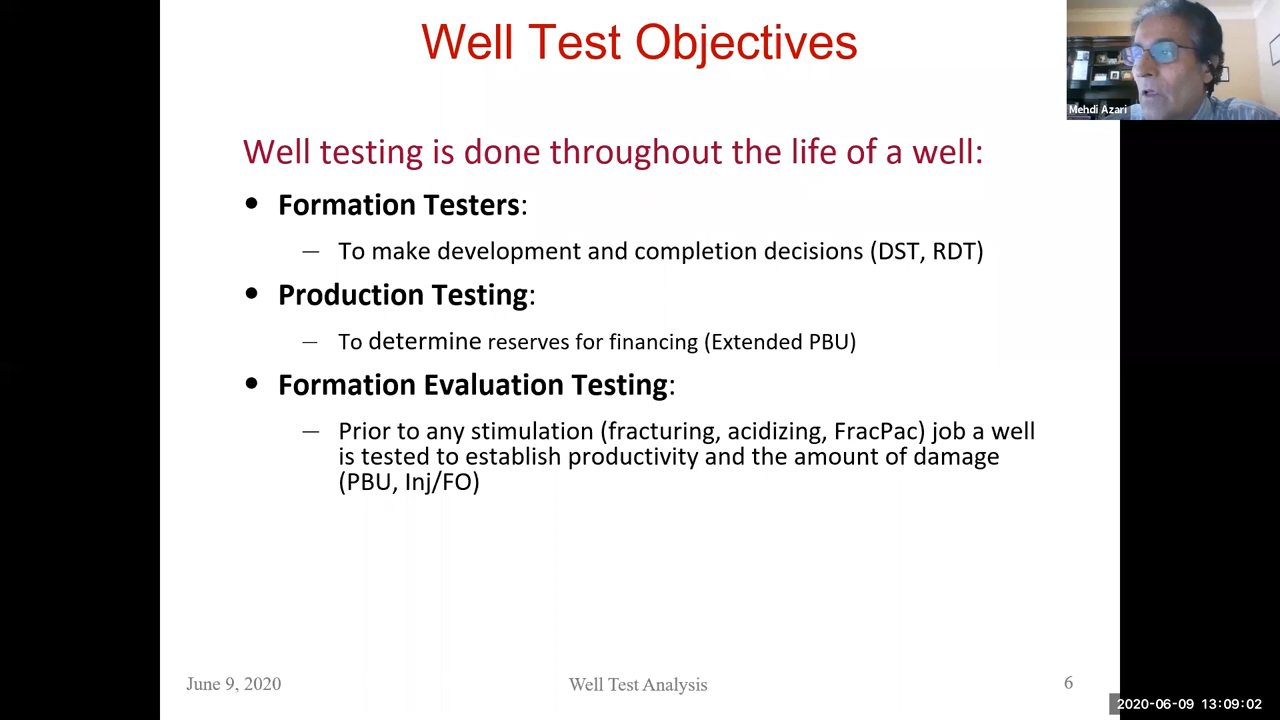 Well Test Objectives
Mehdi Azari
Well testing is done throughout the life of a well:
• Formation Testers:
— To make development and completion decisions (DST, RDT)
• Production Testing:
— To determine reserves for financing (Extended PBU)
• Formation Evaluation Testing:
— Prior to any stimulation (fracturing, acidizing, FracPac) job a well
is tested to establish productivity and the amount of damage
(PBU, Inj/FO)
June 9, 2020
Well Test Analysis
6
2020-06-09 13:09:02